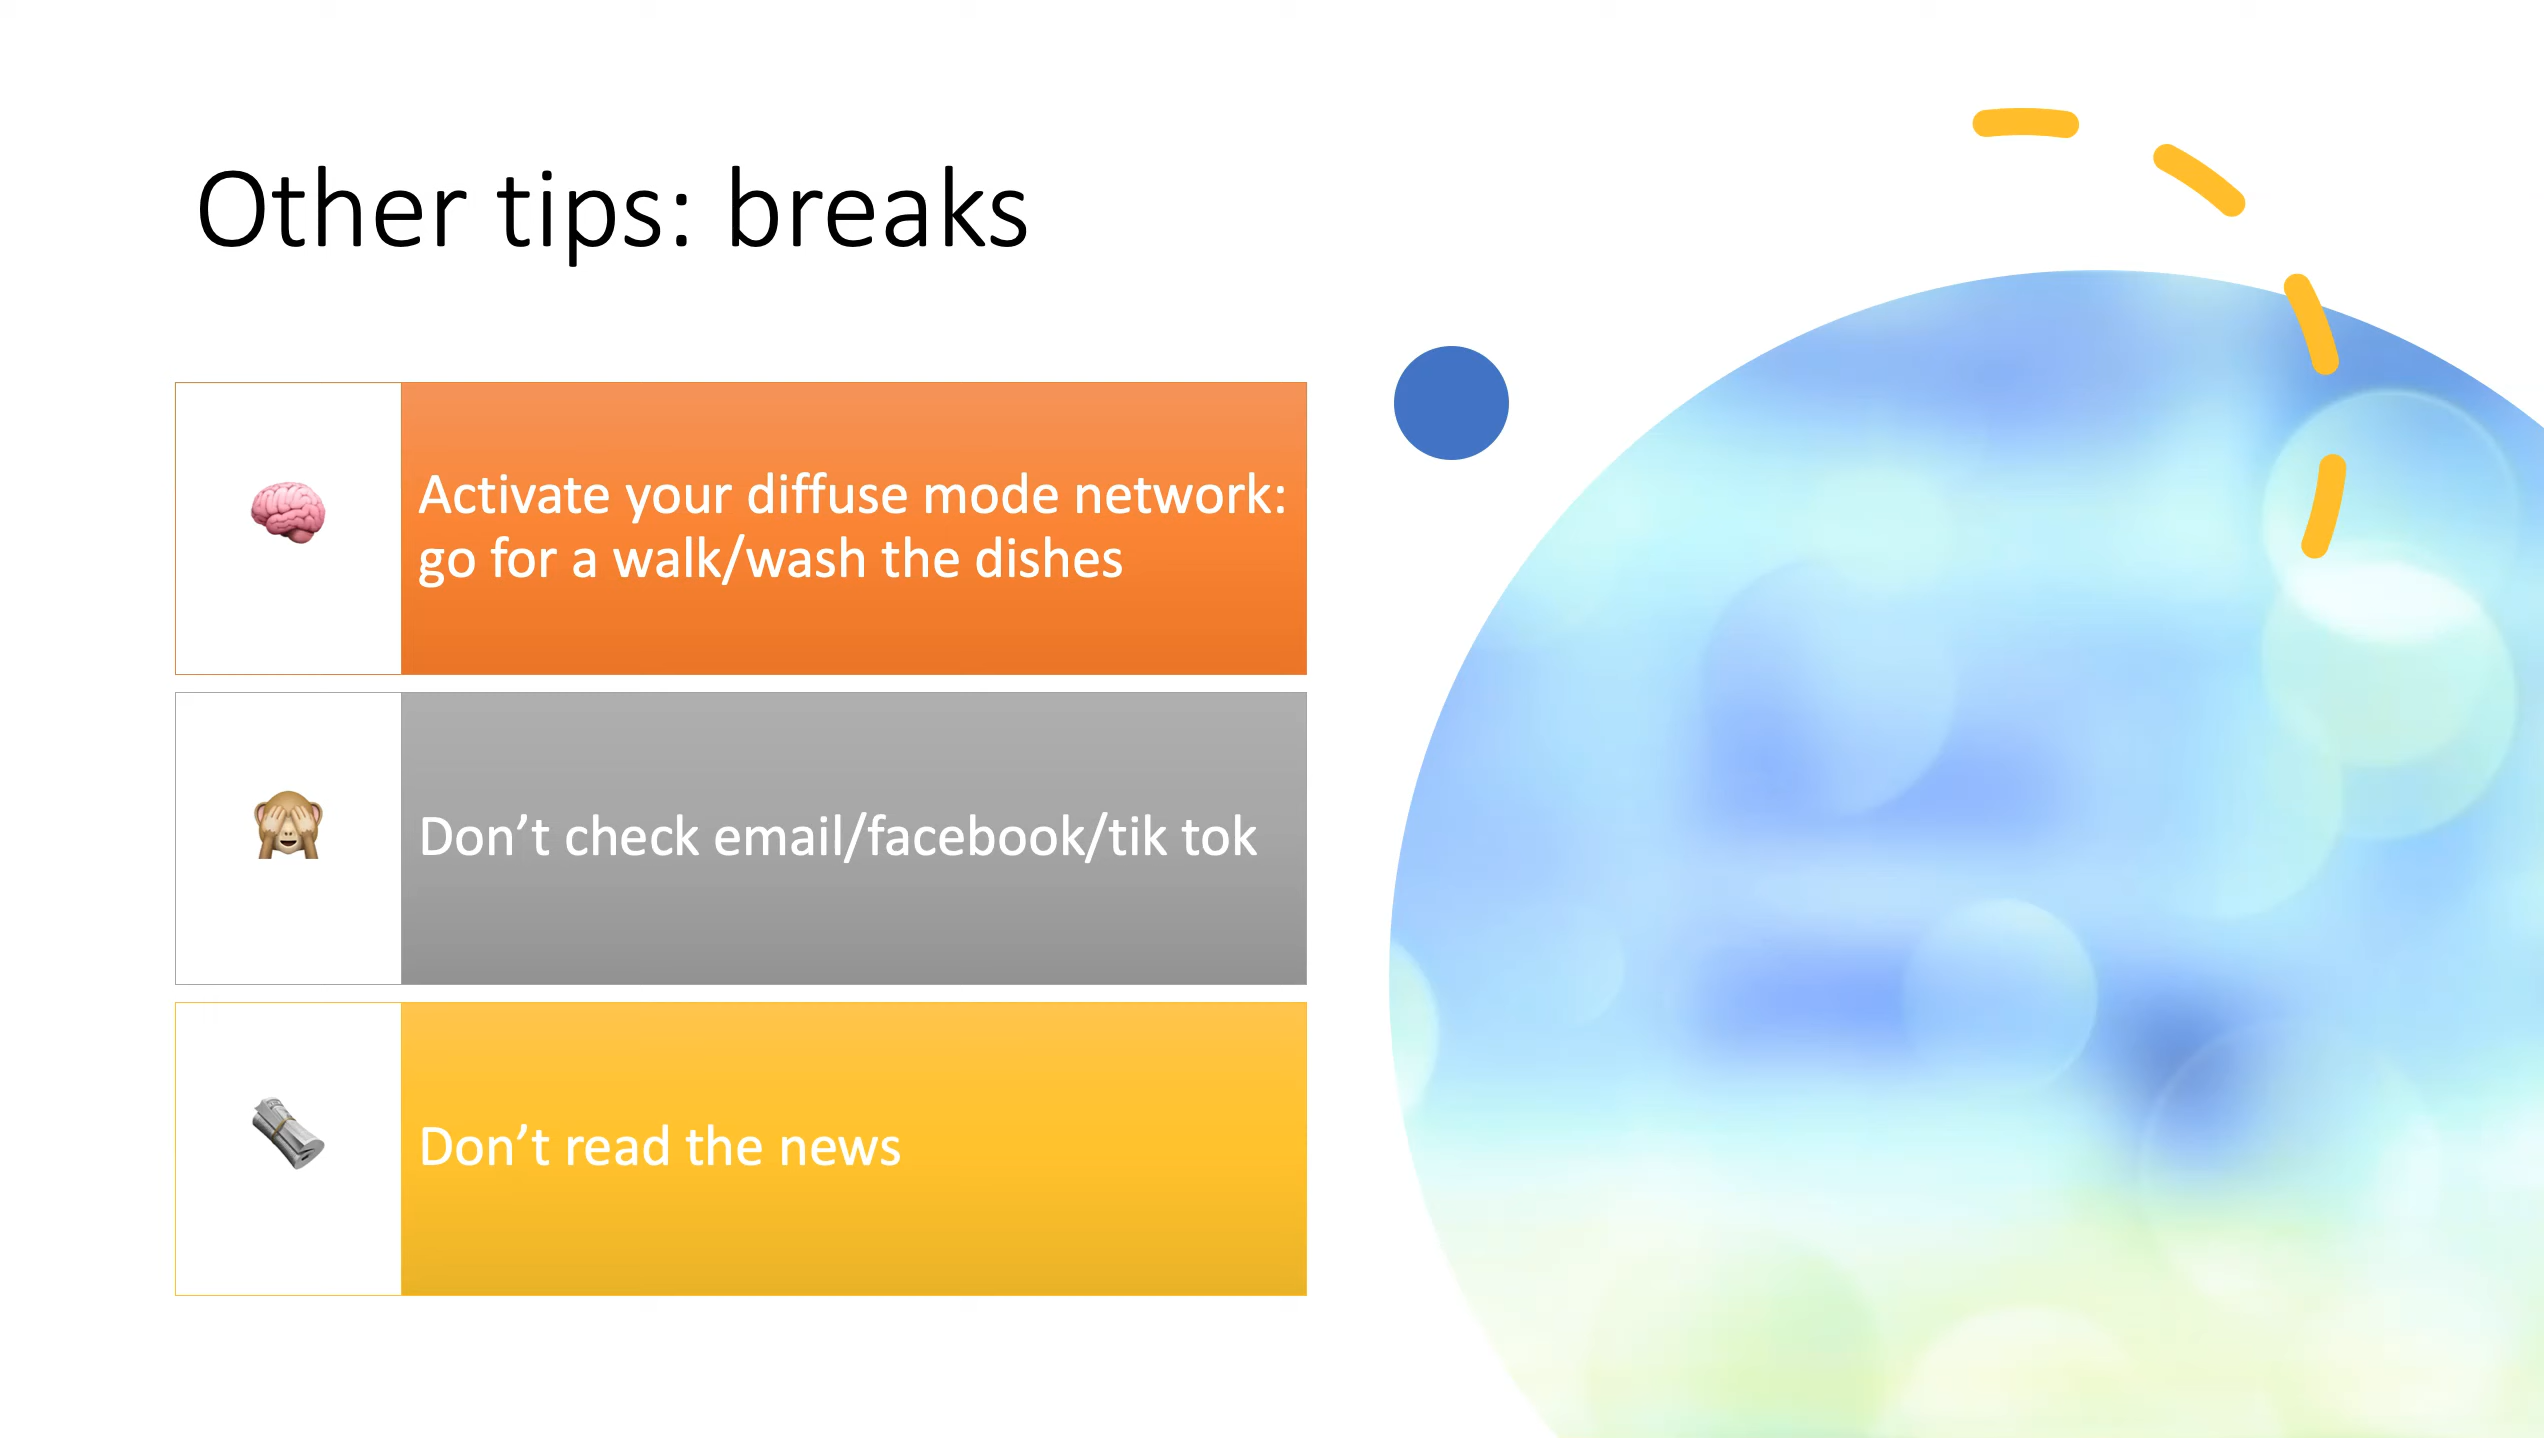 Other tips: breaks
Activate your diffuse mode network:
go for a walk/wash the dishes
Don’t check email/facebook/tik tok
Don’t read the news